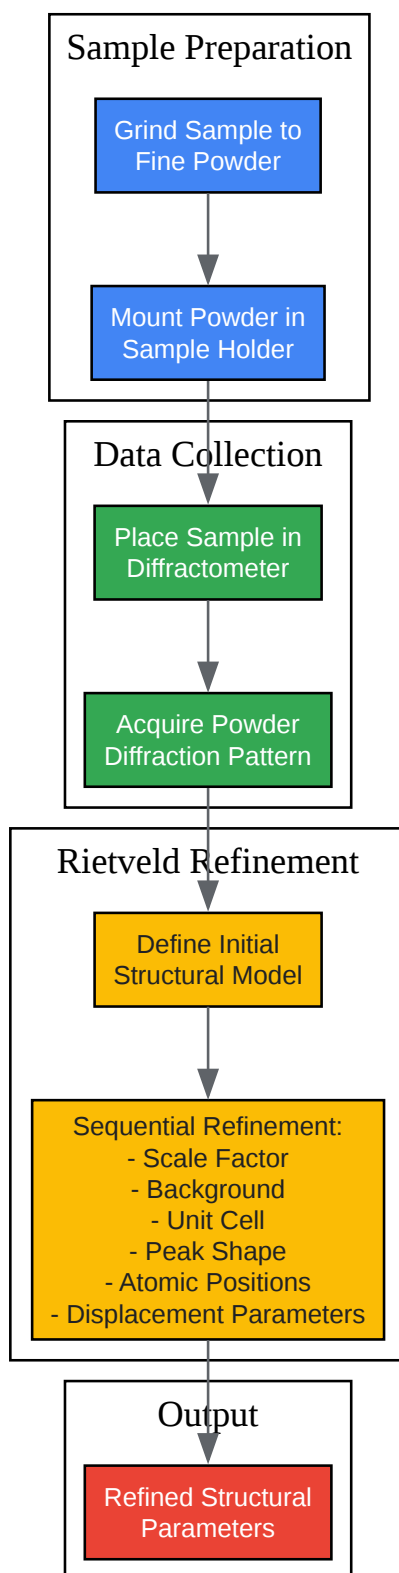 Sample Preparation
Grind Sample to
Fine Powder
Mount Powder in
Sample Holder
Data Collection
Place Sample in
Diffractometer
Acquire Powder
Diffraction Pattern
Rietveld Refinement
Define Initial
Structural Model
Sequential Refinement:
- Scale Factor
- Background
- Unit Cell
- Peak Shape
- Atomic Positions
- Displacement Parameters
Output
Refined Structural
Parameters